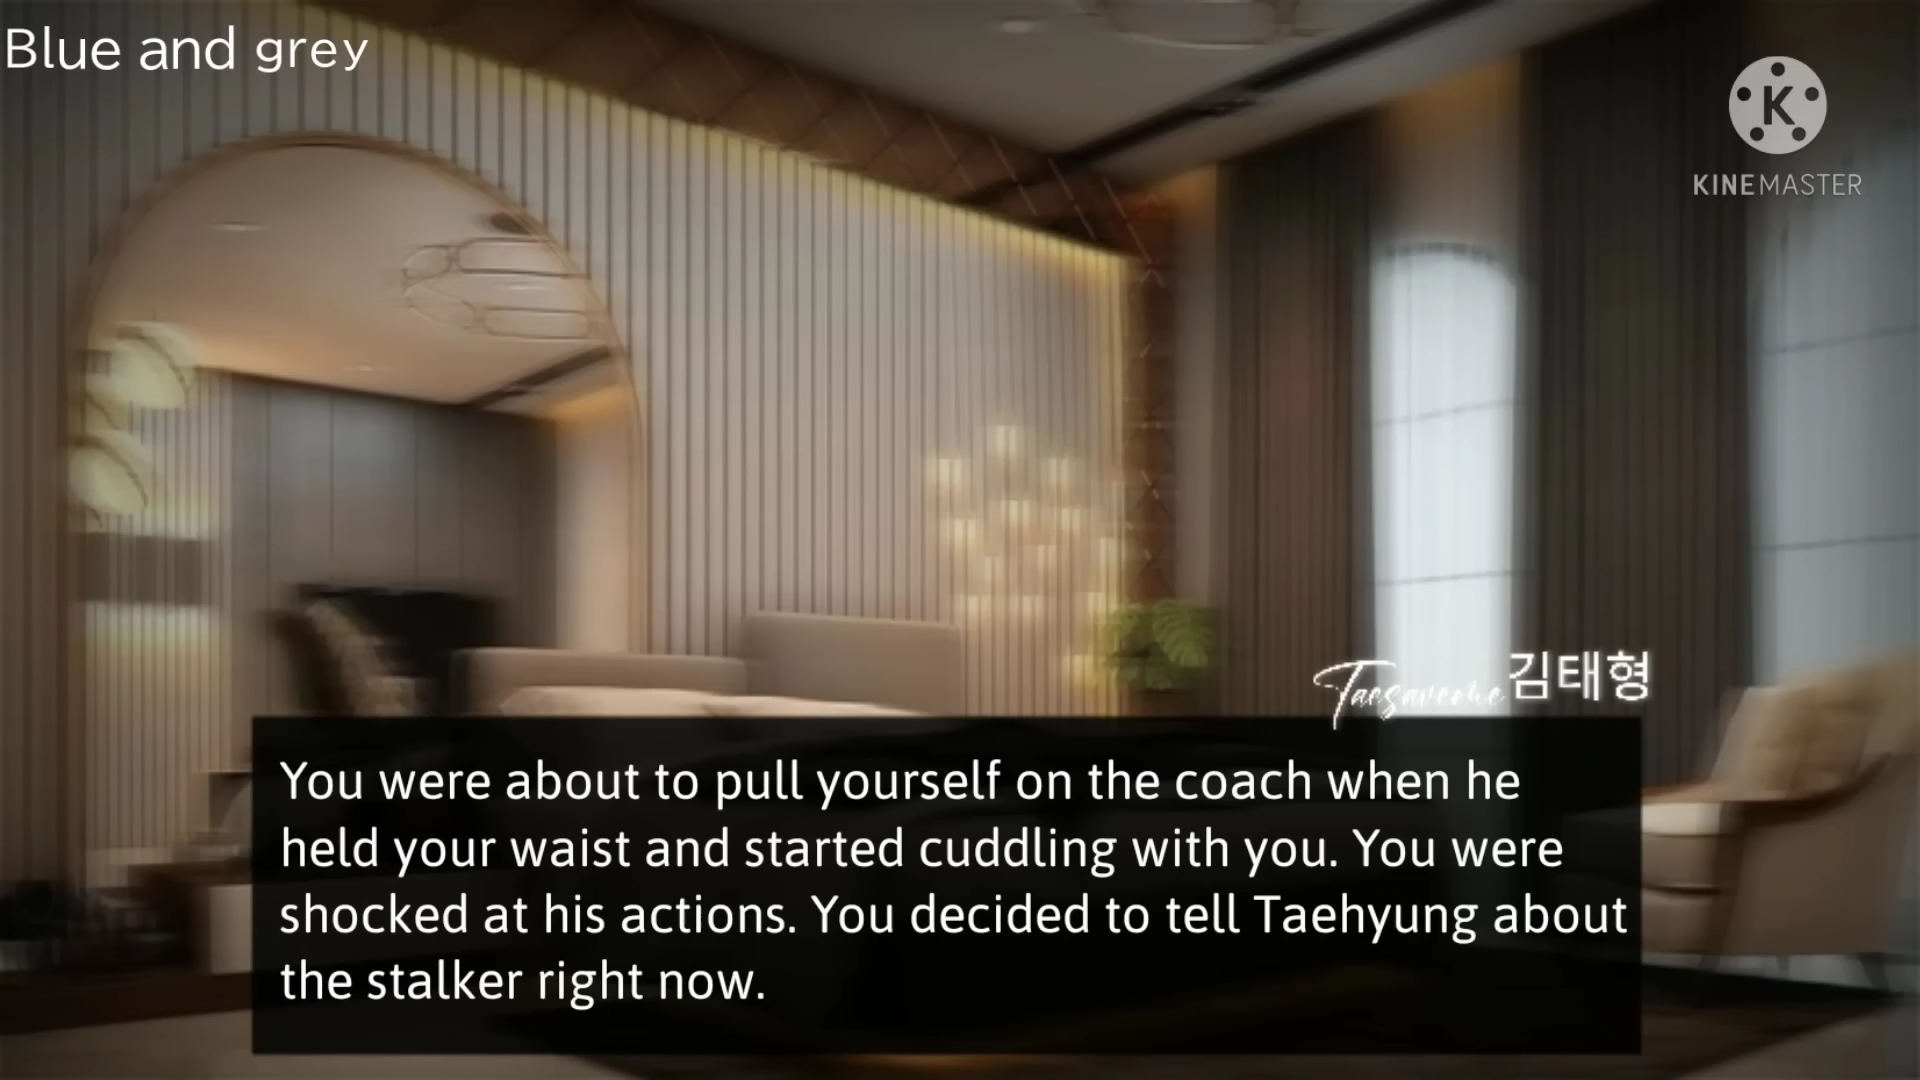 Blue and grey
K
KINEMASTER
Taesaveme 김태형
You were about to pull yourself on the coach when he
held your waist and started cuddling with you. You were
shocked at his actions. You decided to tell Taehyung about
the stalker right now.